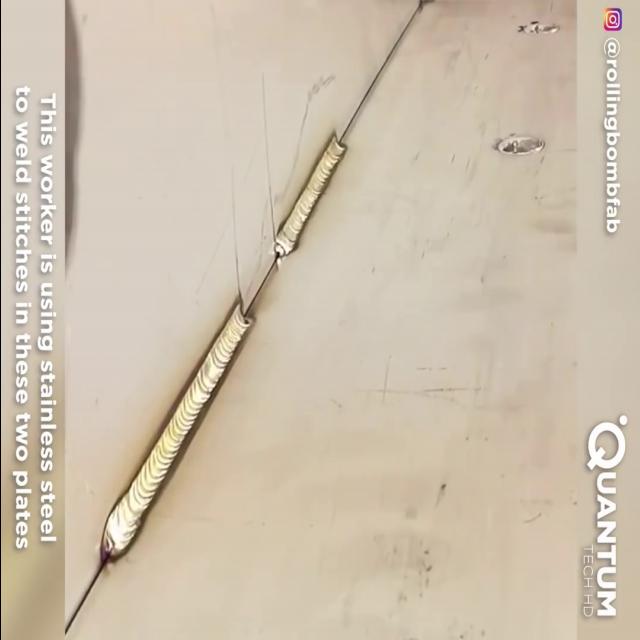 @rollingbombfab
QUANTUM
TECH HD
This worker is using stainless steel
to weld stitches in these two plates